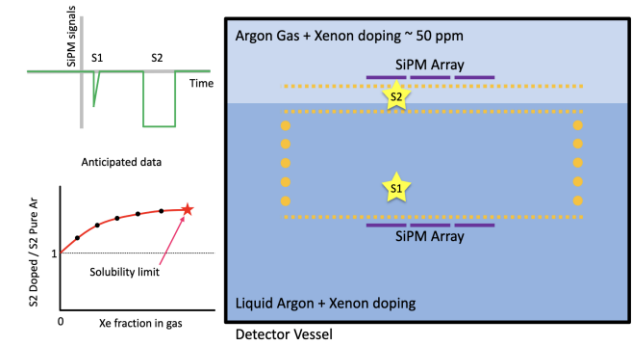 SiPM signals
S1
S2
Time
Anticipated data
S2 Doped / S2 Pure Ar
1
Solubility limit
0
Xe fraction in gas
Argon Gas + Xenon doping ~ 50 ppm
SiPM Array
S2
S1
SiPM Array
Liquid Argon + Xenon doping
Detector Vessel